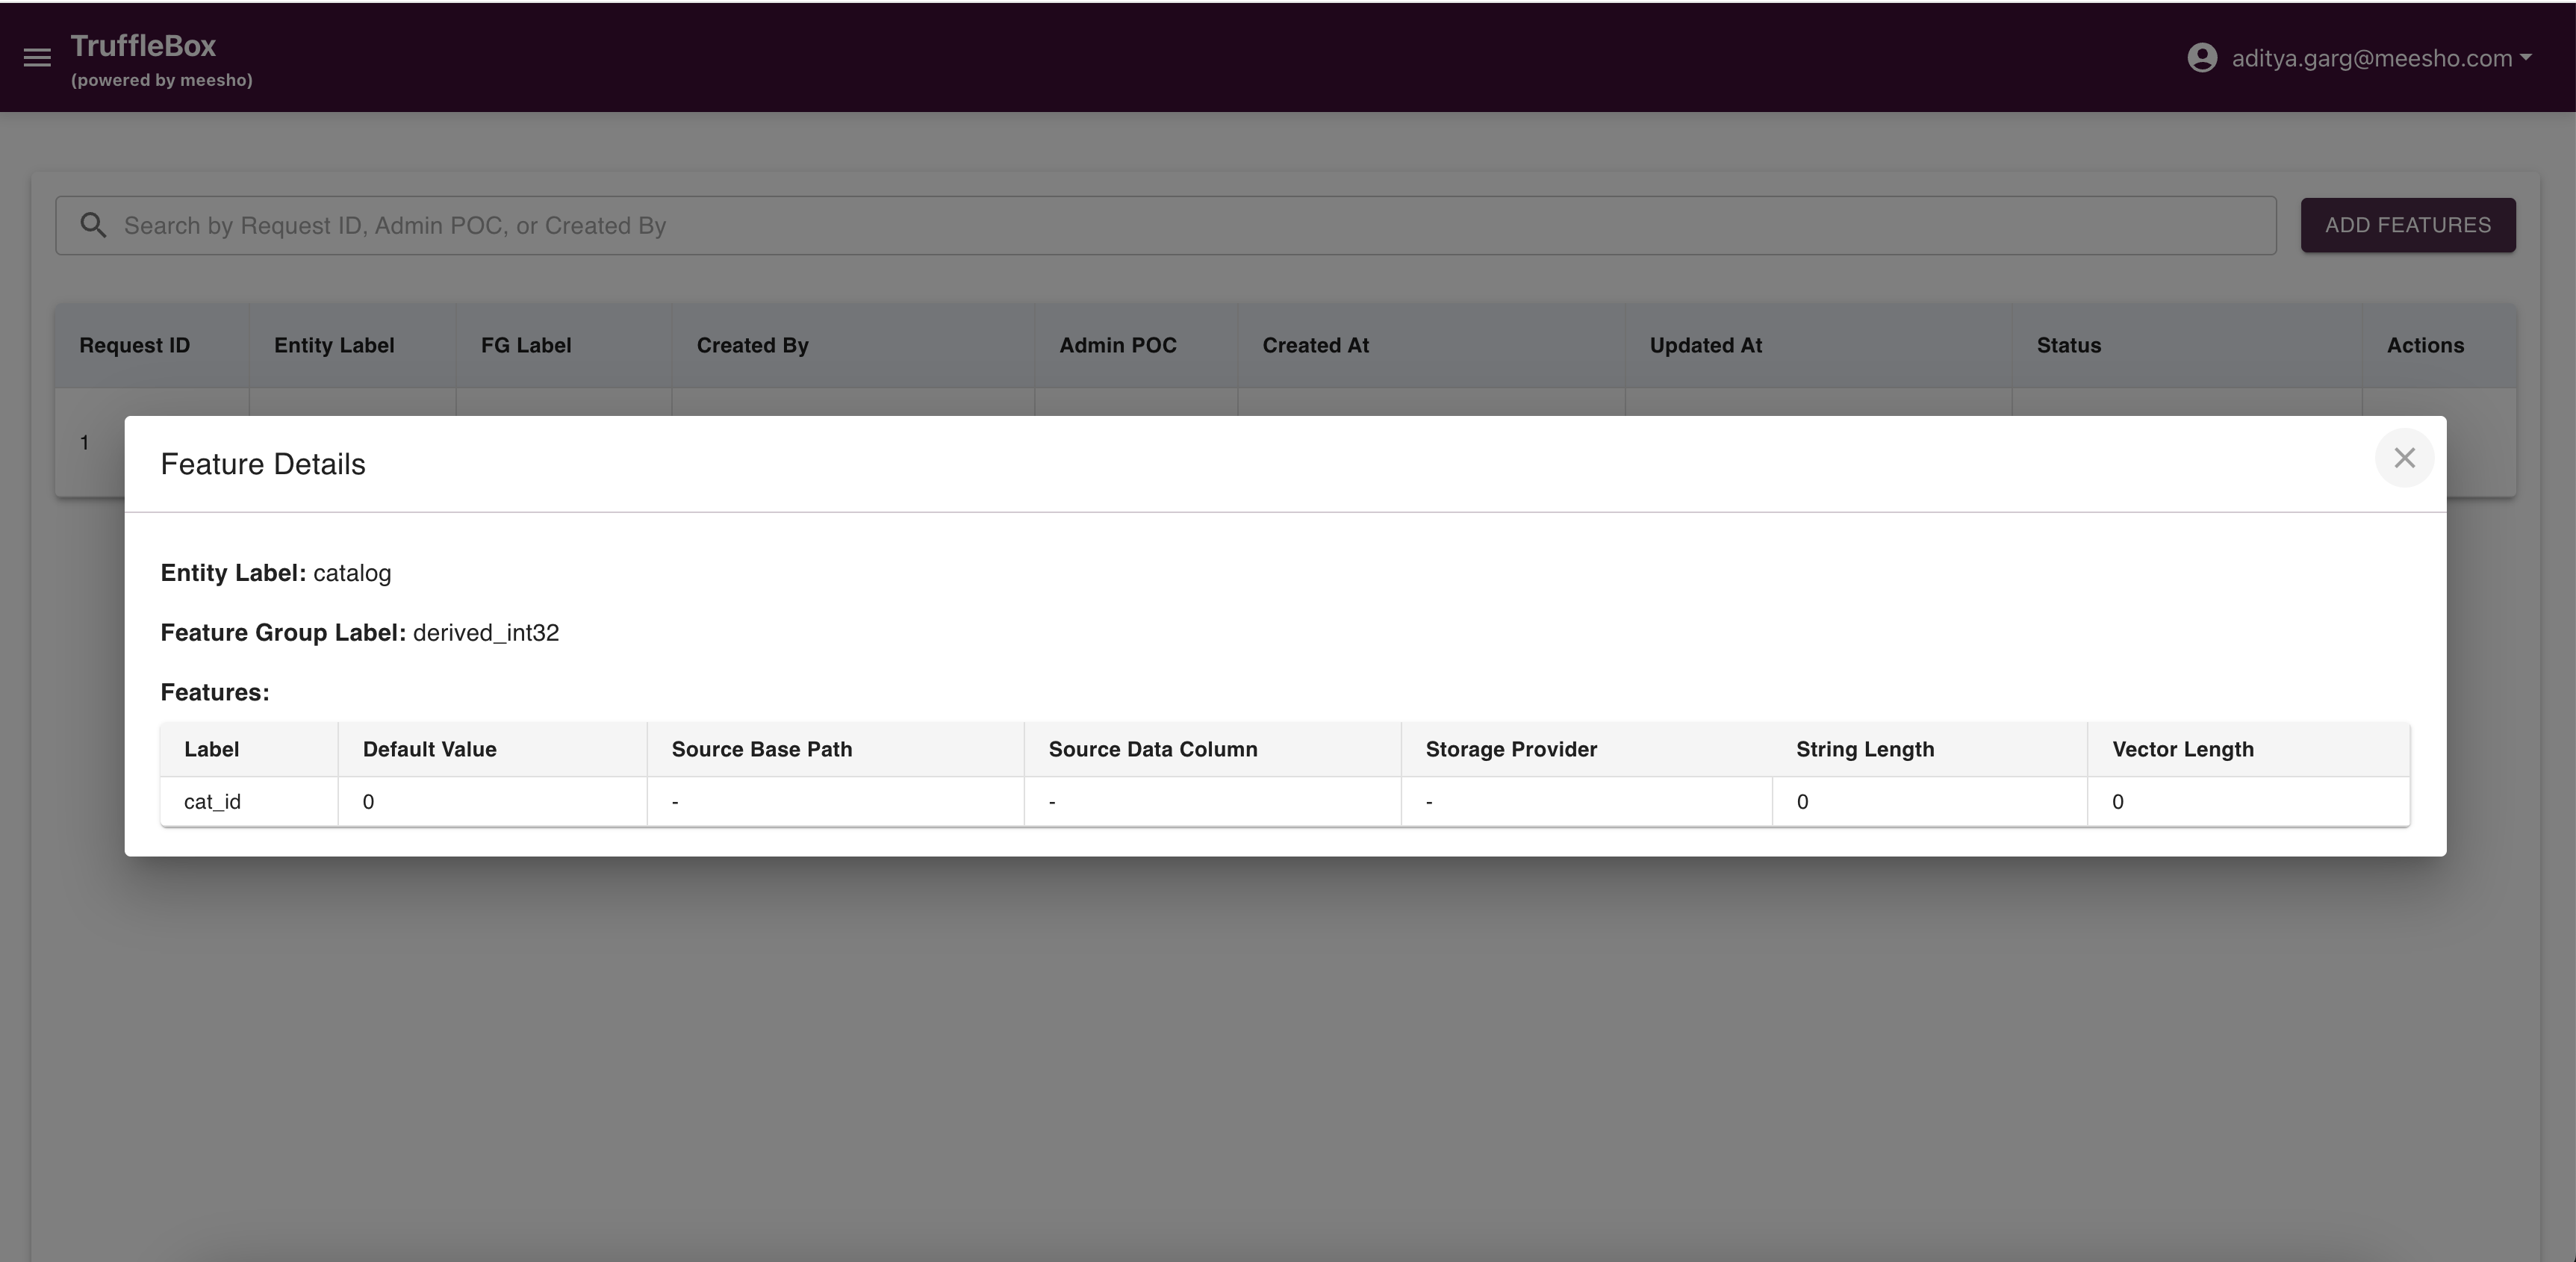 TruffleBox
(powered by meesho)
aditya.garg@meesho.com
Search by Request ID, Admin POC, or Created By
ADD FEATURES
Request ID Entity Label FG Label Created By Admin POC Created At Updated At Status Actions
1
Feature Details
Entity Label: catalog
Feature Group Label: derived_int32
Features:
Label Default Value Source Base Path Source Data Column Storage Provider String Length Vector Length
cat_id 0 - - - 0 0